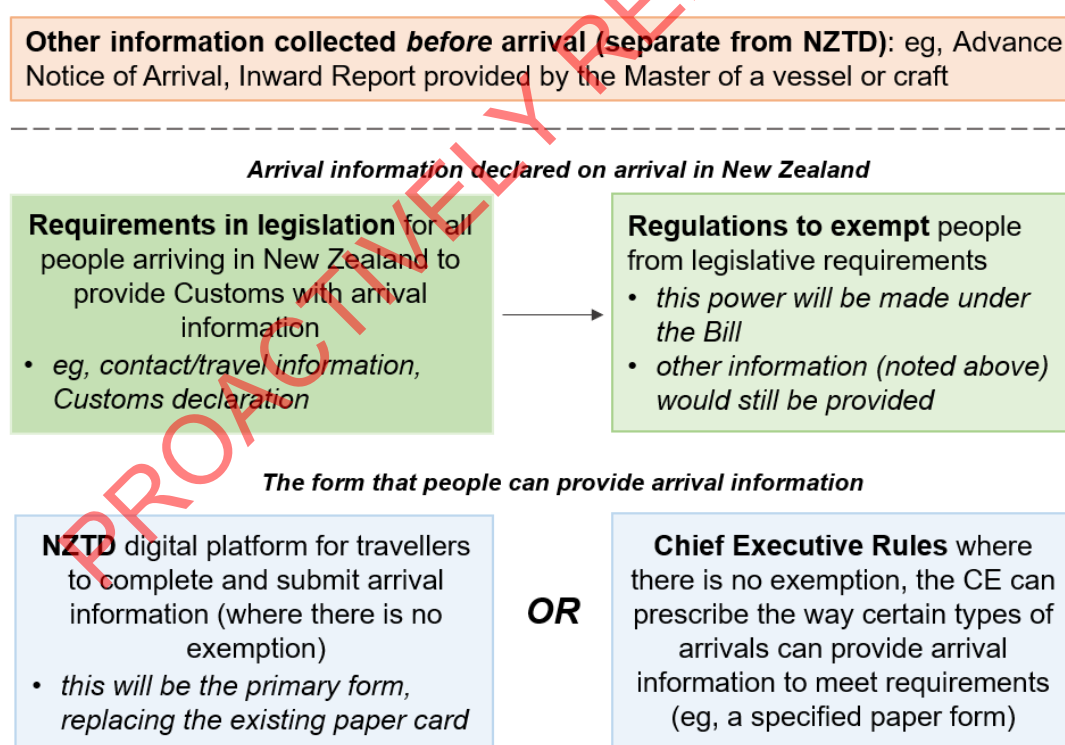 Other information collected before arrival (separate from NZTD): eg, Advance
Notice of Arrival, Inward Report provided by the Master of a vessel or craft
Arrival information declared on arrival in New Zealand
Requirements in legislation for all
people arriving in New Zealand to
provide Customs with arrival
information
• eg, contact/travel information,
Customs declaration
Regulations to exempt people
from legislative requirements
• this power will be made under
the Bill
• other information (noted above)
would still be provided
The form that people can provide arrival information
NZTD digital platform for travellers
to complete and submit arrival
information (where there is no
exemption)
• this will be the primary form,
replacing the existing paper card
OR
Chief Executive Rules where
there is no exemption, the CE can
prescribe the way certain types of
arrivals can provide arrival
information to meet requirements
(eg, a specified paper form)
PROACTIVELY